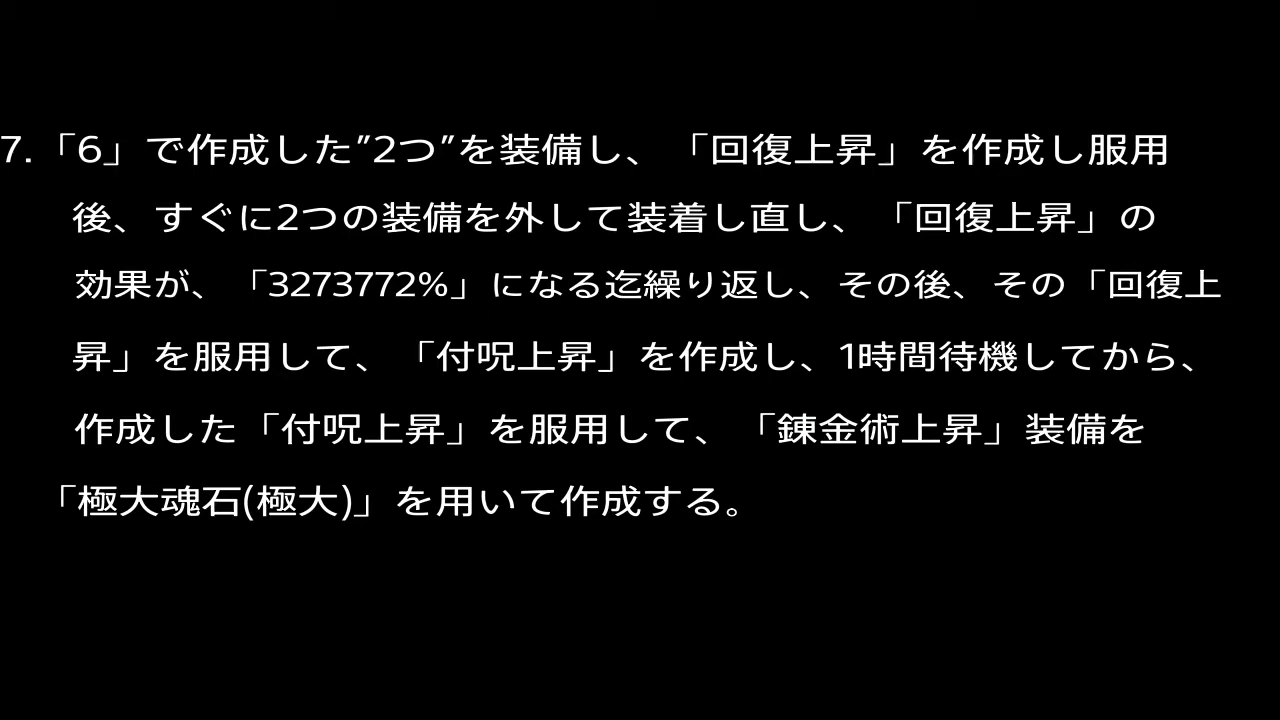 7.「6」で作成した”2つ”を装備し、「回復上昇」を作成し服用
後、すぐに2つの装備を外して装着し直し、「回復上昇」の
効果が、「3273772%」になる迄繰り返し、その後、その「回復上
昇」を服用して、「付呪上昇」を作成し、1時間待機してから、
作成した「付呪上昇」を服用して、「錬金術上昇」装備を
「極大魂石(極大)」を用いて作成する。